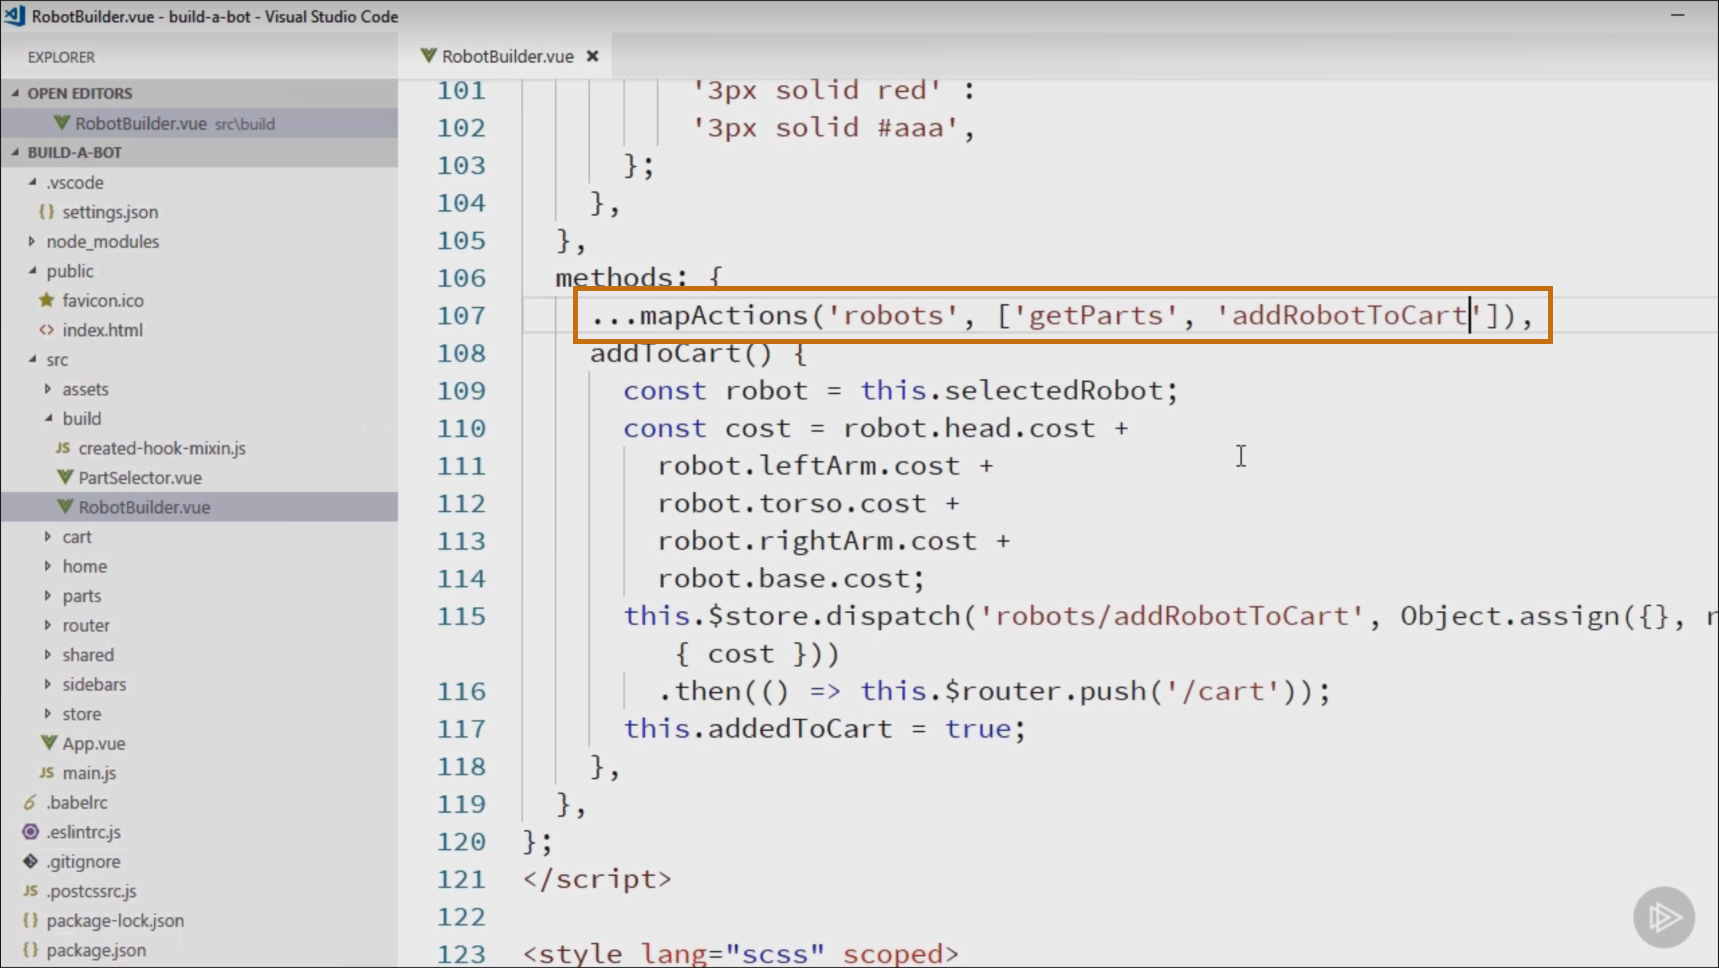 RobotBuilder.vue - build-a-bot - Visual Studio Code
EXPLORER
OPEN EDITORS
RobotBuilder.vue src\build
BUILD-A-BOT
.vscode
{} settings.json
node_modules
public
favicon.ico
<> index.html
src
assets
build
JS created-hook-mixin.js
PartSelector.vue
RobotBuilder.vue
cart
home
parts
router
shared
sidebars
store
App.vue
JS main.js
6 .babelrc
.eslintrc.js
.gitignore
JS .postcssrc.js
{} package-lock.json
{} package.json
RobotBuilder.vue ×
101 '3px solid red' :
102 '3px solid #aaa',
103 };
104 },
105 },
106 methods: {
107 ...mapActions('robots', ['getParts', 'addRobotToCart']),
108 addToCart() {
109 const robot = this.selectedRobot;
110 const cost = robot.head.cost +
111 robot.leftArm.cost +
112 robot.torso.cost +
113 robot.rightArm.cost +
114 robot.base.cost;
115 this.$store.dispatch('robots/addRobotToCart', Object.assign({},
{ cost }))
116 .then(() => this.$router.push('/cart'));
117 this.addedToCart = true;
118 },
119 },
120 };
121 </script>
122
123 <style lang="scss" scoped>